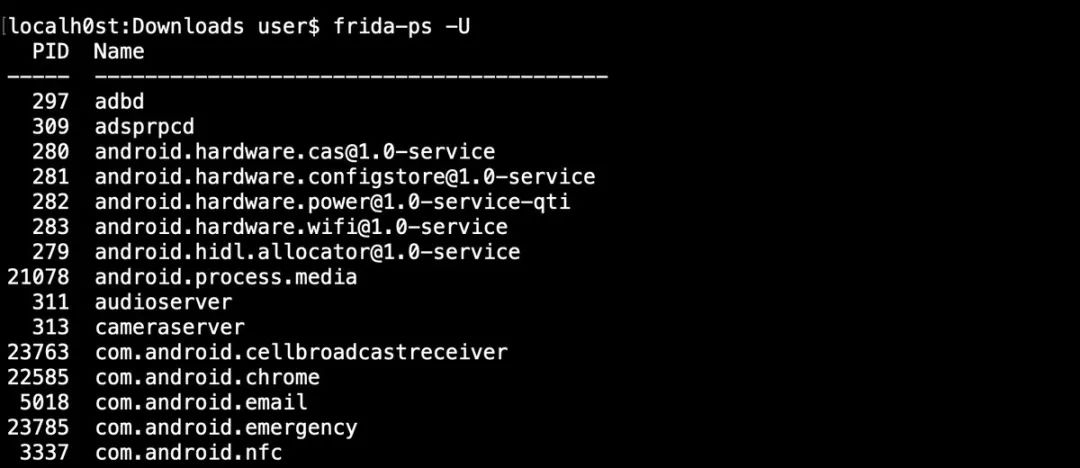 [localh0st:Downloads user$ frida-ps -U
PID Name
----- ----------------------------------------
297 adbd
309 adsprpcd
280 android.hardware.cas@1.0-service
281 android.hardware.configstore@1.0-service
282 android.hardware.power@1.0-service-qti
283 android.hardware.wifi@1.0-service
279 android.hidl.allocator@1.0-service
21078 android.process.media
311 audioserver
313 cameraserver
23763 com.android.cellbroadcastreceiver
22585 com.android.chrome
5018 com.android.email
23785 com.android.emergency
3337 com.android.nfc